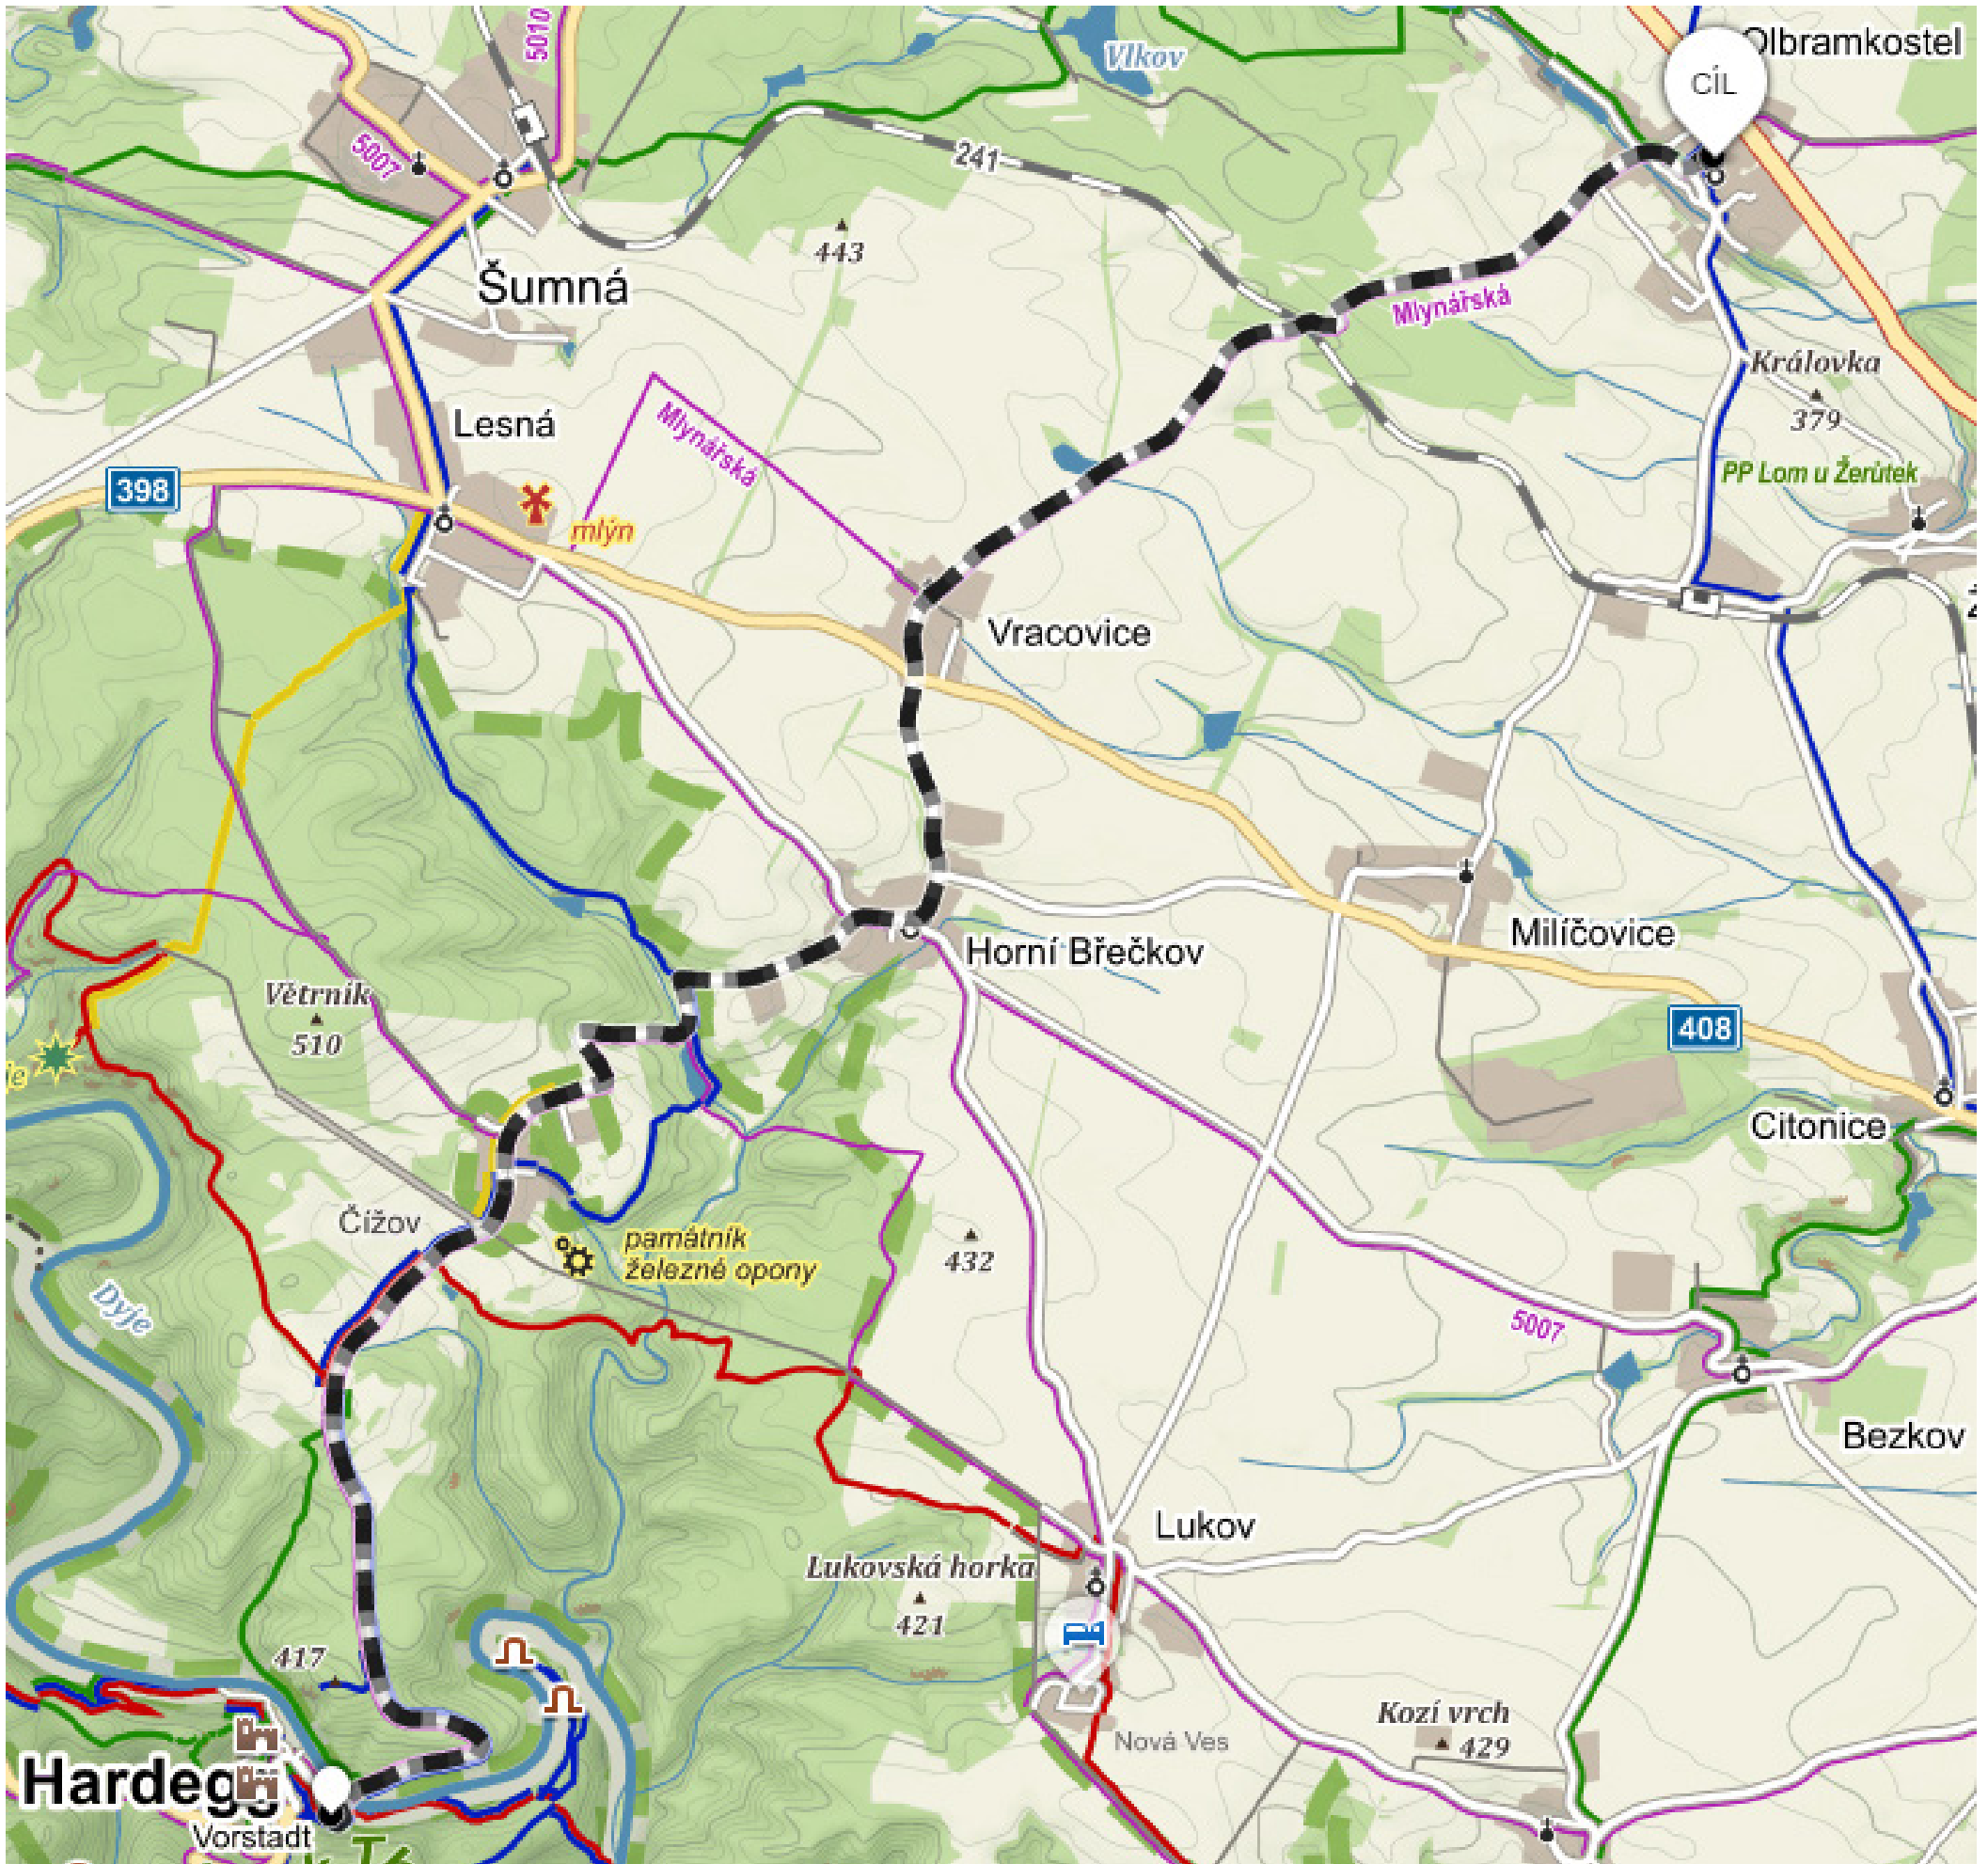 5010
Vlkov
Olbramkostel
CÍL
5007
241
443
Šumná
Mlynářská
Královka
379
Lesná
Mlynářská
PP Lom u Žerůtek
398
mlýn
Vracovice
Milíčovice
Horní Břečkov
Větrník
510
408
je
Citonice
Čížov
památník
železné opony
432
Dyje
5007
Bezkov
Lukov
Lukovská horka
421
417
Kozí vrch
429
Nová Ves
Hardegg
Vorstadt